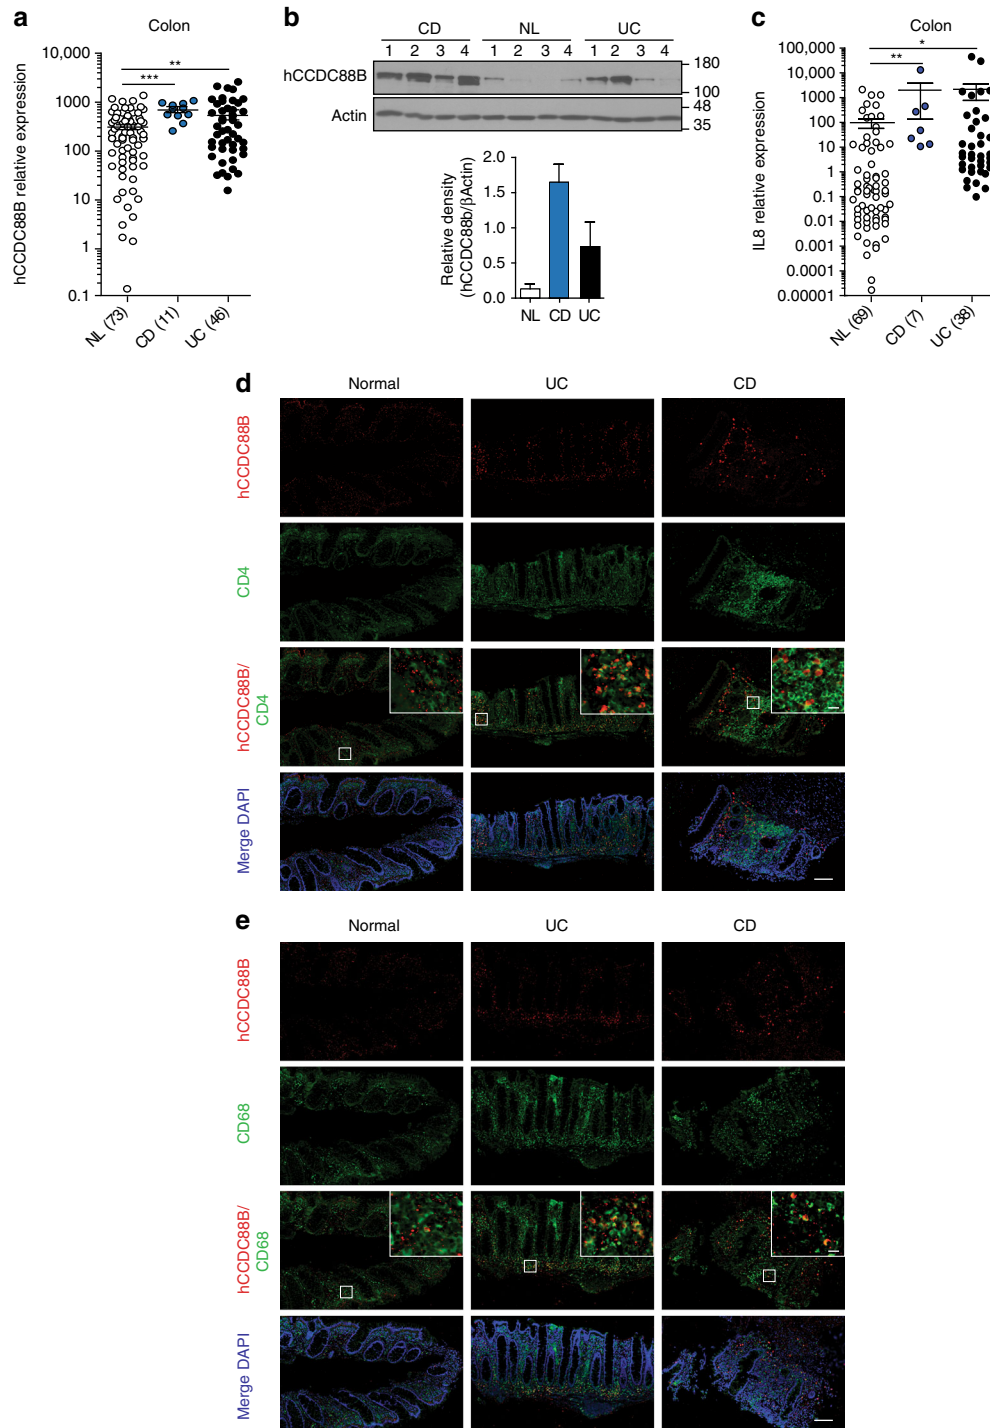 a
Colon
hCCDC88B relative expression
10,000
1000
100
10
1
0.1
**
***
NL (73)
CD (11)
UC (46)
b
CD NL UC
1 2 3 4 1 2 3 4 1 2 3 4
hCCDC88B
180
100
Actin
48
35
Relative density
(hCCDC88b/βActin)
2.0
1.5
1.0
0.5
0.0
NL CD UC
c
Colon
IL8 relative expression
100,000
10,000
1000
100
10
1
0.1
0.01
0.001
0.0001
0.00001
*
**
NL (69)
CD (7)
UC (38)
d
Normal UC CD
hCCDC88B
CD4
hCCDC88B/
CD4
Merge DAPI
e
Normal UC CD
hCCDC88B
CD68
hCCDC88B/
CD68
Merge DAPI